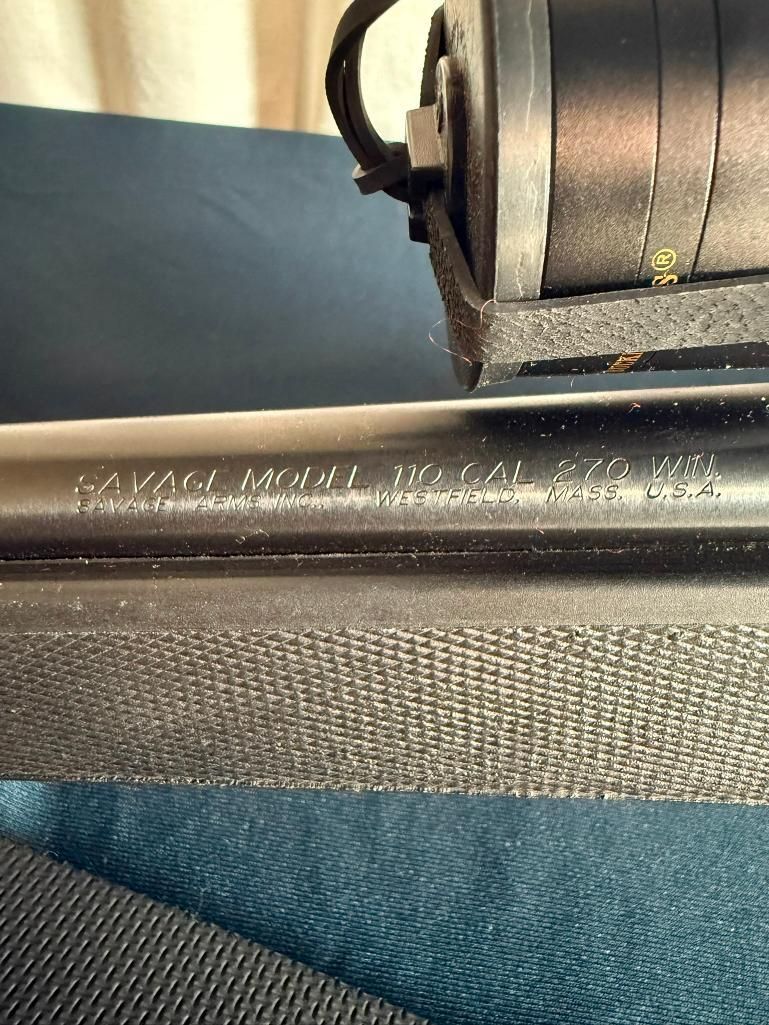 S®
SAVAGE MODEL 110 CAL 270 WIN.
SAVAGE ARMS INC., WESTFIELD, MASS. U.S.A.